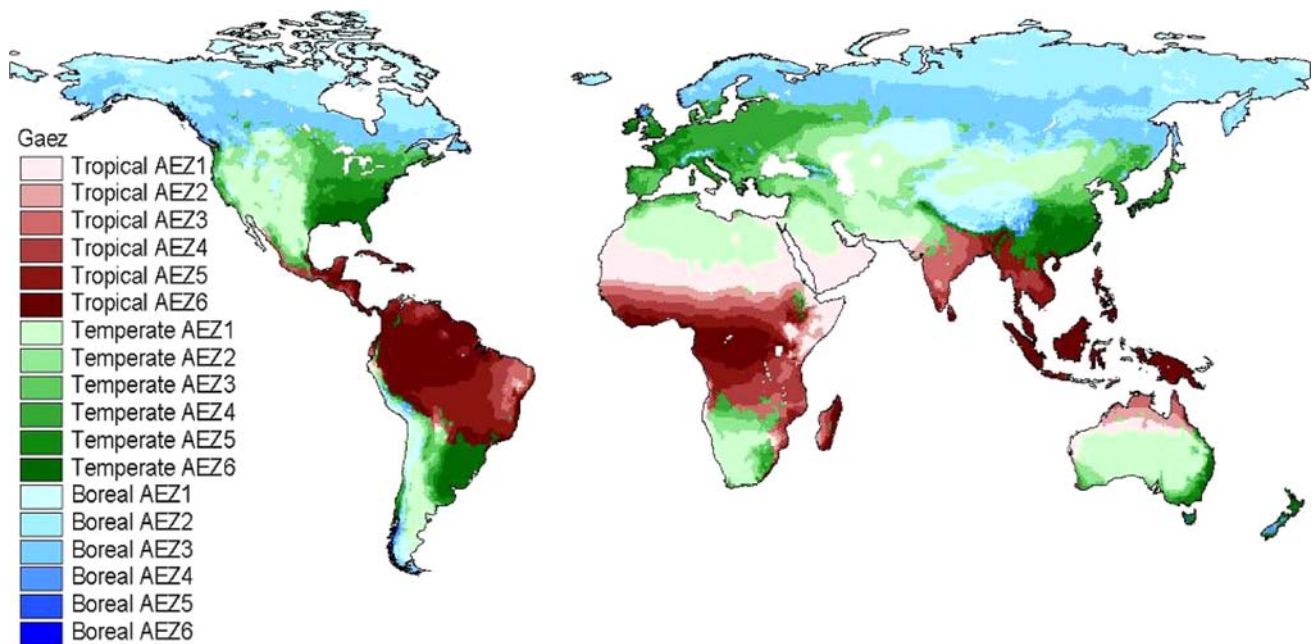 Gaez
Tropical AEZ1
Tropical AEZ2
Tropical AEZ3
Tropical AEZ4
Tropical AEZ5
Tropical AEZ6
Temperate AEZ1
Temperate AEZ2
Temperate AEZ3
Temperate AEZ4
Temperate AEZ5
Temperate AEZ6
Boreal AEZ1
Boreal AEZ2
Boreal AEZ3
Boreal AEZ4
Boreal AEZ5
Boreal AEZ6